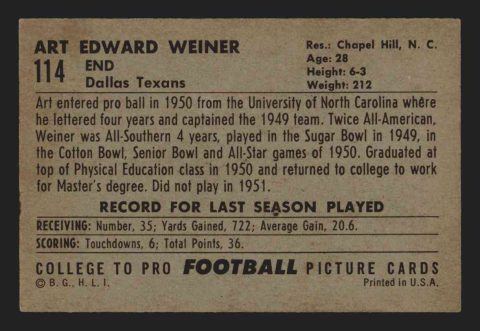 ART EDWARD WEINER
114 END
Dallas Texans
Res.: Chapel Hill, N. C.
Age: 28
Height: 6-3
Weight: 212
Art entered pro ball in 1950 from the University of North Carolina where
he lettered four years and captained the 1949 team. Twice All-American,
Weiner was All-Southern 4 years, played in the Sugar Bowl in 1949, in
the Cotton Bowl, Senior Bowl and All-Star games of 1950. Graduated at
top of Physical Education class in 1950 and returned to college to work
for Master's degree. Did not play in 1951.
RECORD FOR LAST SEASON PLAYED
RECEIVING: Number, 35; Yards Gained, 722; Average Gain, 20.6.
SCORING: Touchdowns, 6; Total Points, 36.
COLLEGE TO PRO FOOTBALL PICTURE CARDS
© B. G., H. L. I. Printed in U.S.A.